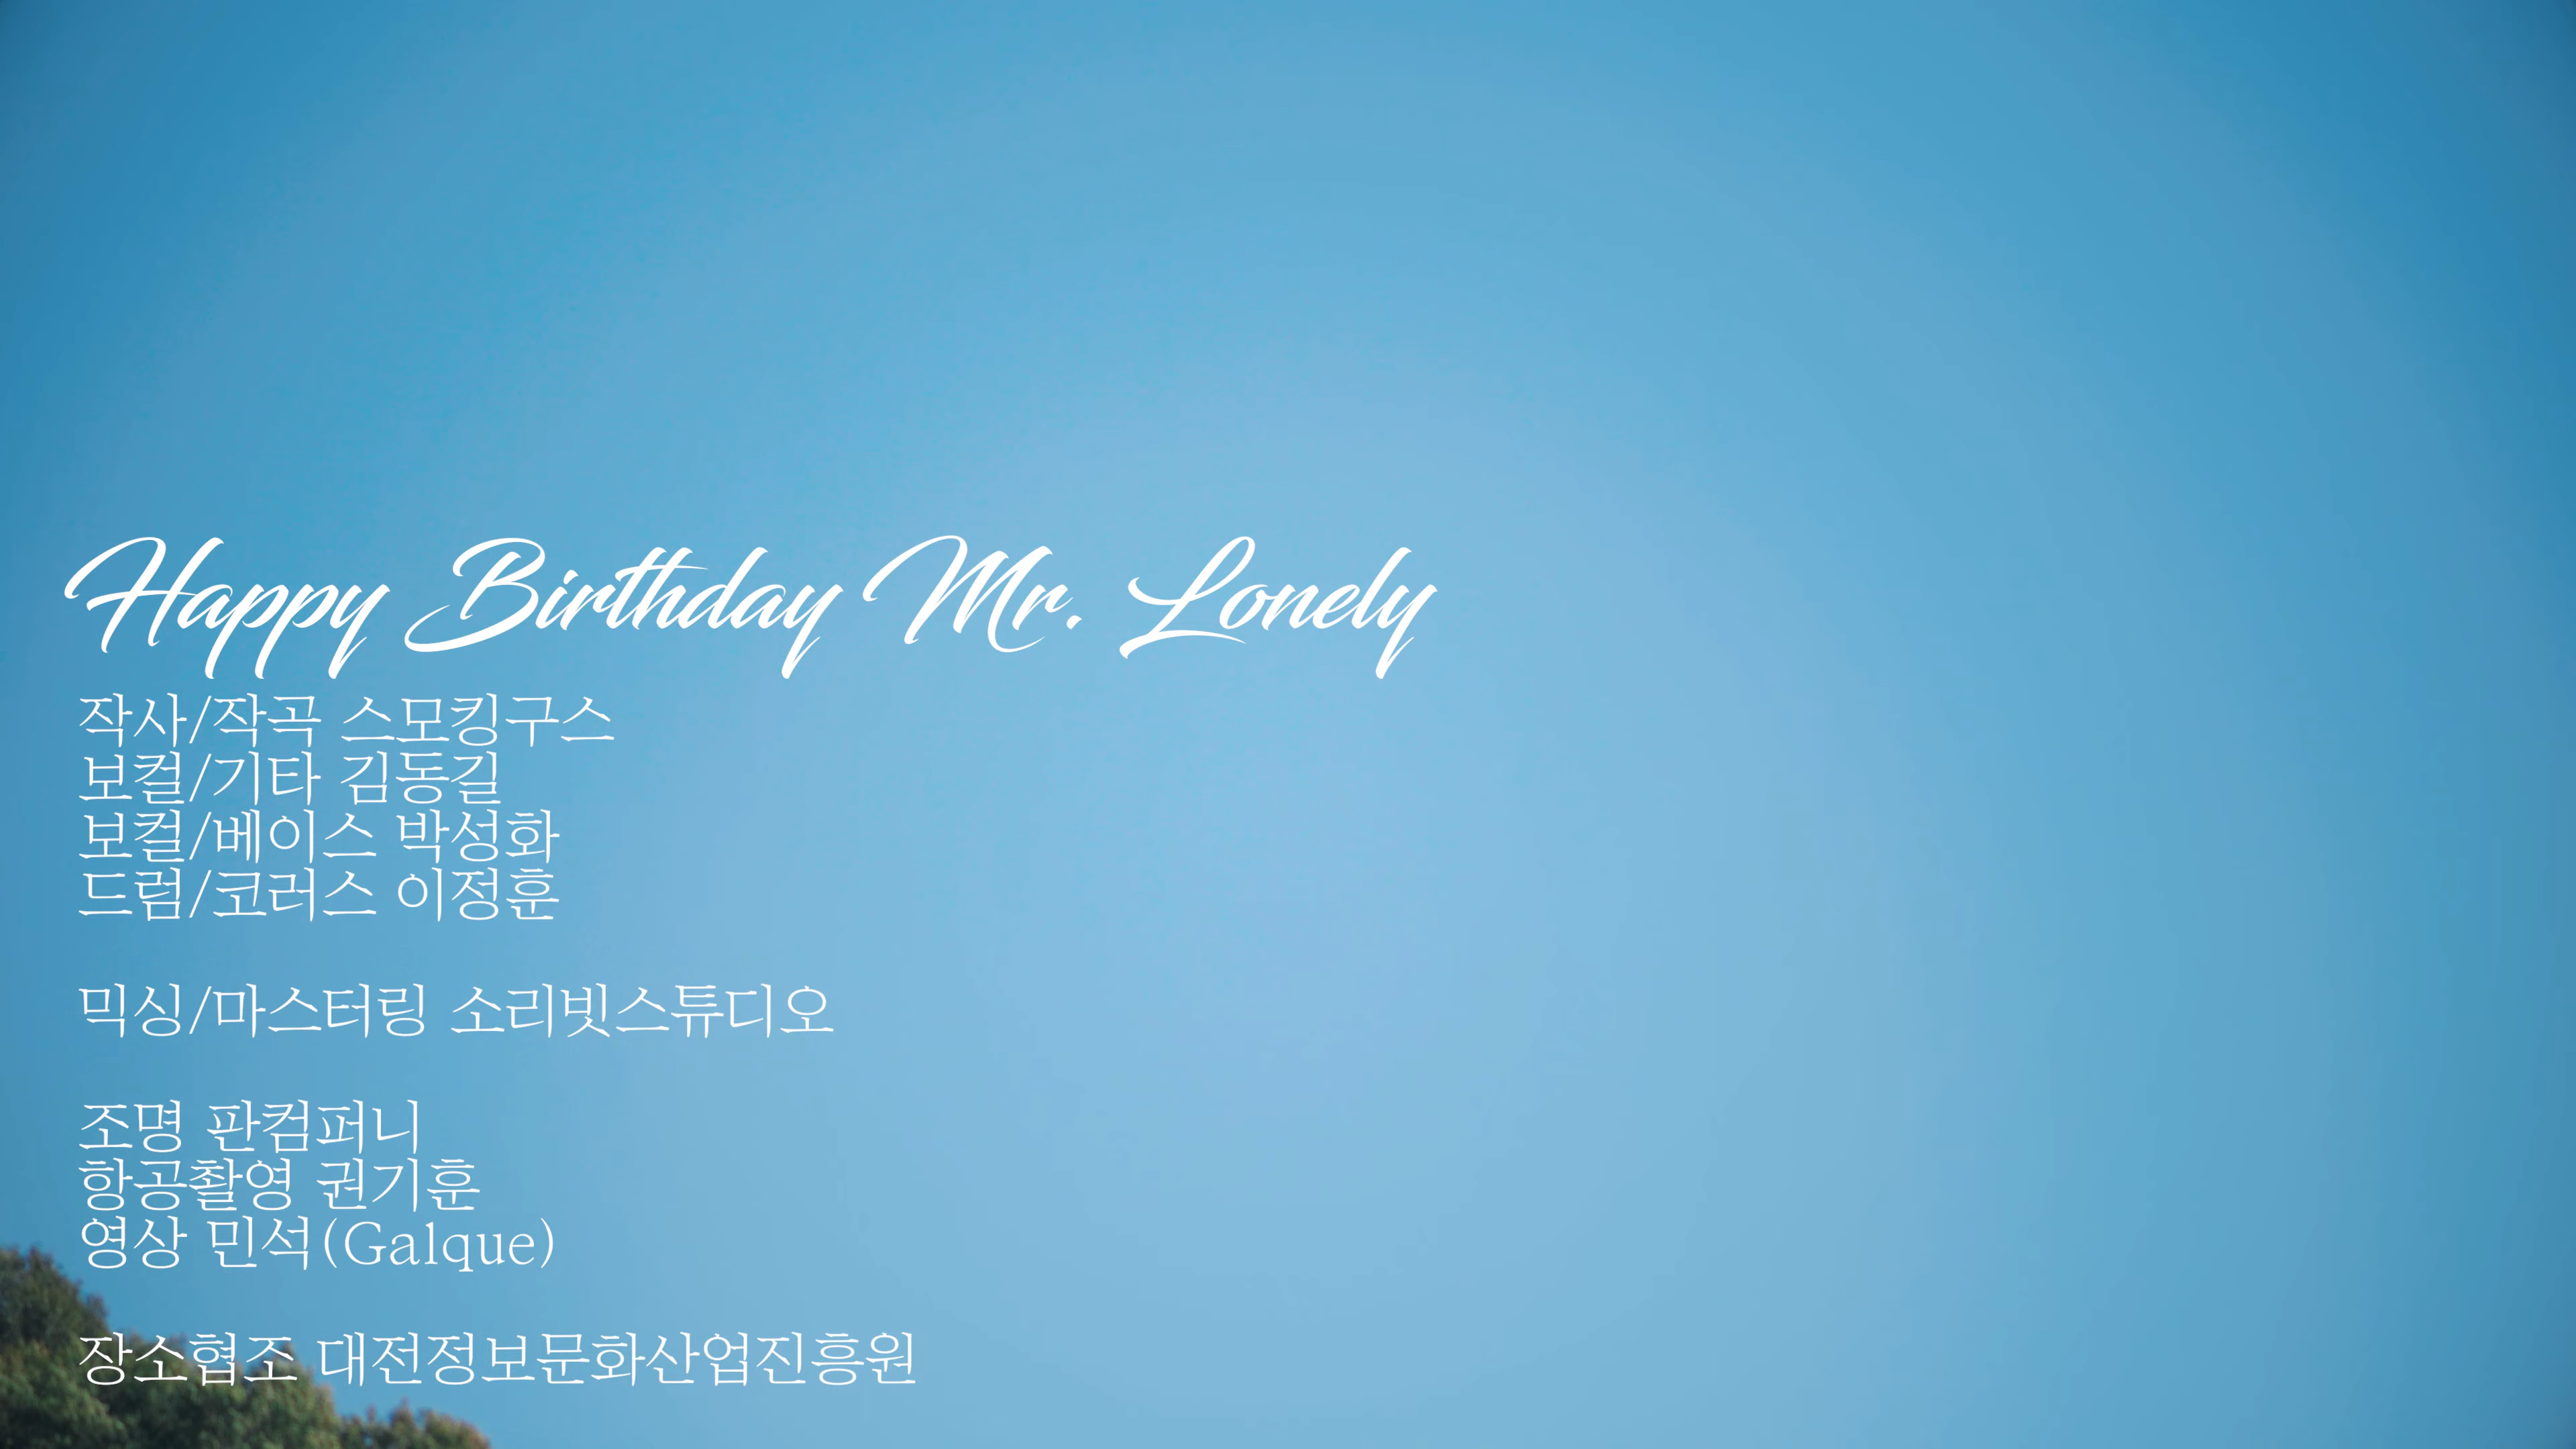 Happy Birthday Mr. Lonely
작사/작곡 스모킹구스
보컬/기타 김동길
보컬/베이스 박성화
드럼/코러스 이정훈
믹싱/마스터링 소리빗스튜디오
조명 판컴퍼니
항공촬영 권기훈
영상 민석(Galque)
장소협조 대전정보문화산업진흥원